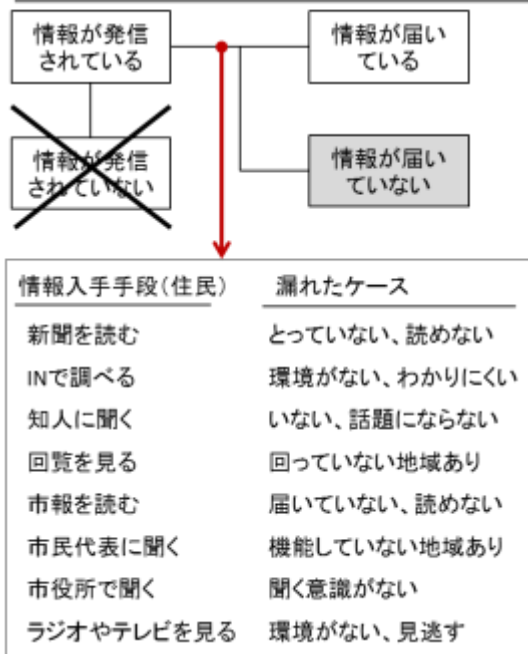 情報が発信
されている
情報が届い
ている
情報が発信
されていない
情報が届い
ていない
情報入手手段(住民) 漏れたケース
新聞を読む とっていない、読めない
INで調べる 環境がない、わかりにくい
知人に聞く いない、話題にならない
回覧を見る 回っていない地域あり
市報を読む 届いていない、読めない
市民代表に聞く 機能していない地域あり
市役所で聞く 聞く意識がない
ラジオやテレビを見る 環境がない、見逃す